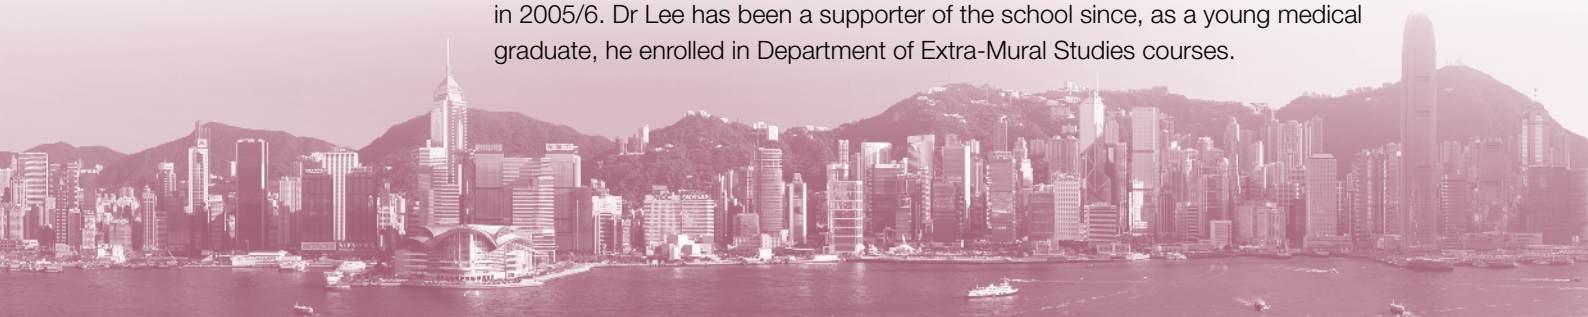 in 2005/6. Dr Lee has been a supporter of the school since, as a young medical
graduate, he enrolled in Department of Extra-Mural Studies courses.
HITACHI